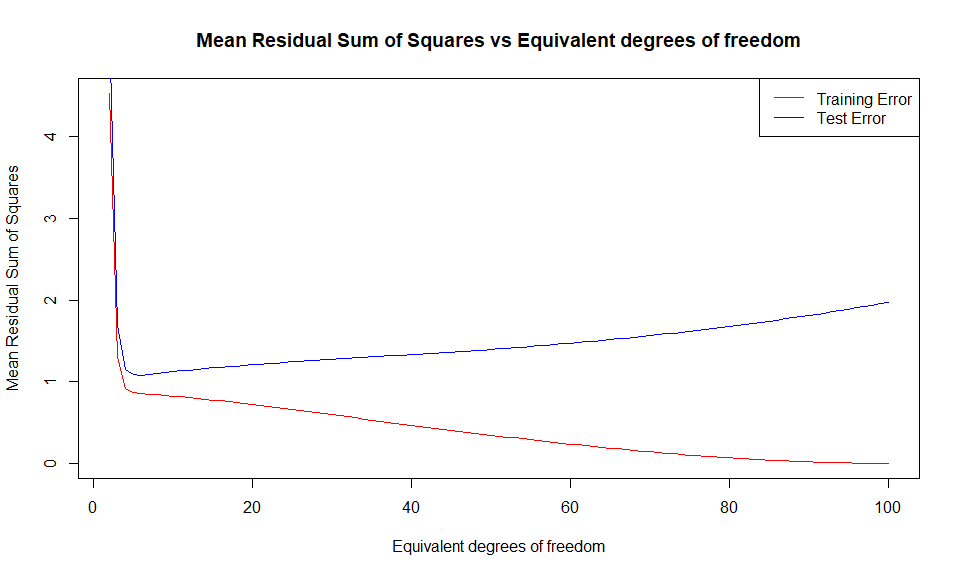 Mean Residual Sum of Squares vs Equivalent degrees of freedom
Training Error
Test Error
Mean Residual Sum of Squares
4
3
2
1
0
0 20 40 60 80 100
Equivalent degrees of freedom